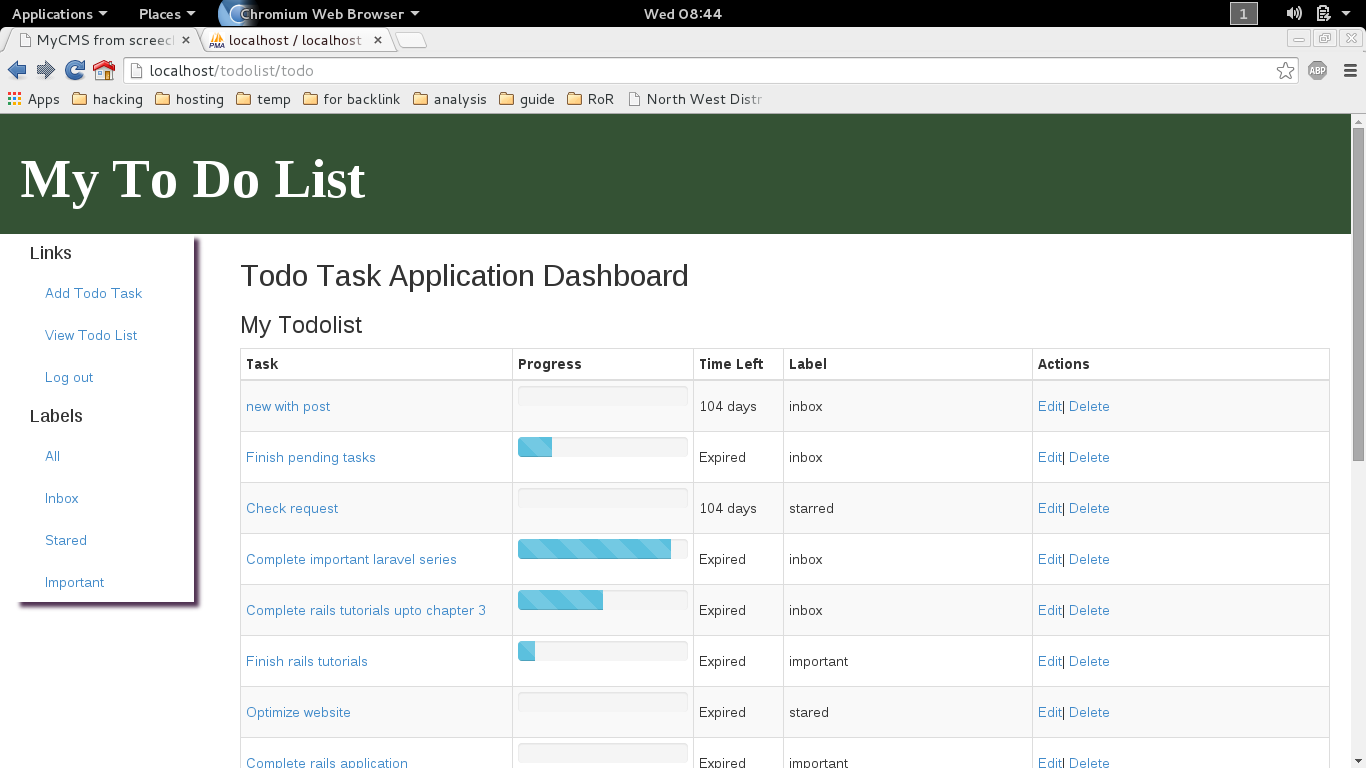 Applications Places Chromium Web Browser Wed 08:44 1
MyCMS from screec × PMA localhost / localhost ×
localhost/todolist/todo ABP
Apps hacking hosting temp for backlink analysis guide RoR North West Distr
My To Do List
Links
Add Todo Task
View Todo List
Log out
Labels
All
Inbox
Stared
Important
Todo Task Application Dashboard
My Todolist
Task Progress Time Left Label Actions
new with post 104 days inbox Edit| Delete
Finish pending tasks Expired inbox Edit| Delete
Check request 104 days starred Edit| Delete
Complete important laravel series Expired inbox Edit| Delete
Complete rails tutorials upto chapter 3 Expired inbox Edit| Delete
Finish rails tutorials Expired important Edit| Delete
Optimize website Expired stared Edit| Delete
Complete rails application Expired important Edit| Delete